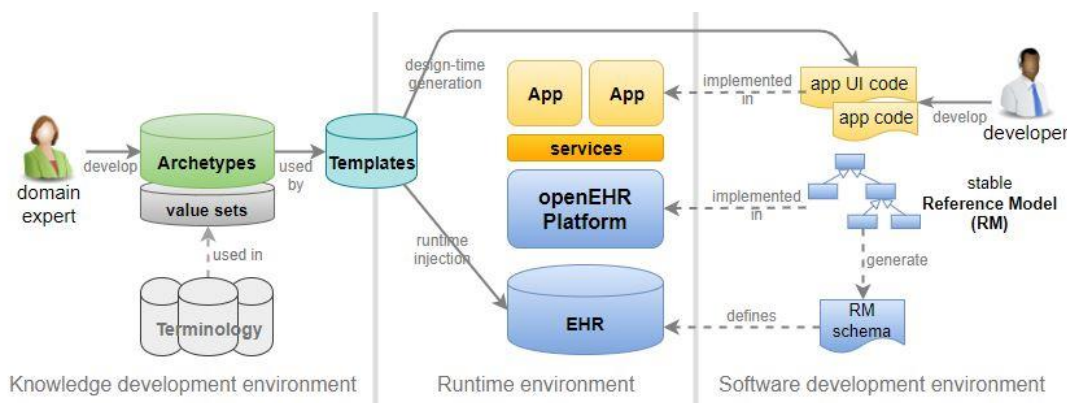 domain
expert
develop
Archetypes
value sets
used in
Terminology
used
by
Templates
Knowledge development environment
design-time
generation
runtime
injection
App
App
services
openEHR
Platform
EHR
Runtime environment
implemented
in
app UI code
app code
develop
developer
implemented
in
stable
Reference Model
(RM)
generate
defines
RM
schema
Software development environment